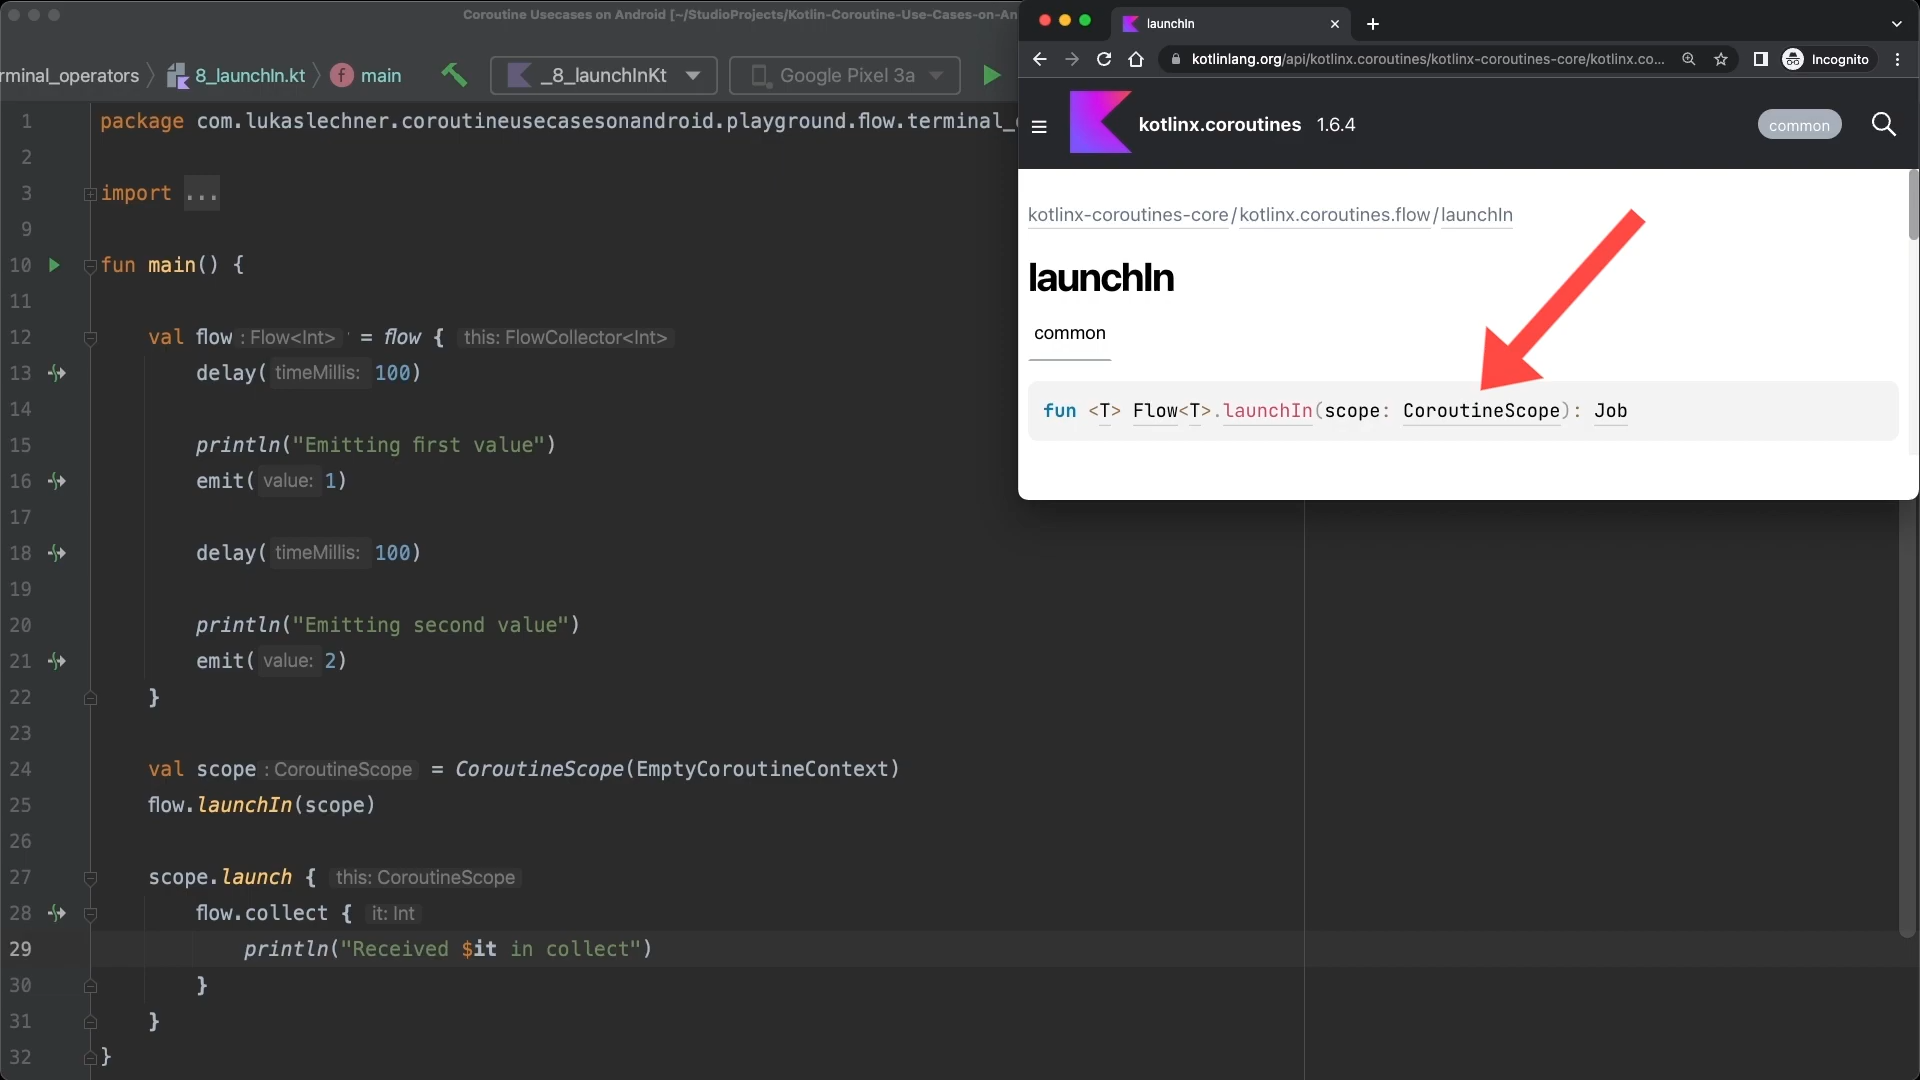 Coroutine Usecases on Android [~/StudioProjects/Kotlin-Coroutine-Use-Cases-on-An
rminal_operators 8_launchIn.kt f main _8_launchInKt Google Pixel 3a
1 package com.lukaslechner.coroutineusecasesonandroid.playground.flow.terminal_
2
3 import ...
9
10 fun main() {
11
12 val flow : Flow<Int> = flow { this: FlowCollector<Int>
13 delay( timeMillis: 100)
14
15 println("Emitting first value")
16 emit( value: 1)
17
18 delay( timeMillis: 100)
19
20 println("Emitting second value")
21 emit( value: 2)
22 }
23
24 val scope : CoroutineScope = CoroutineScope(EmptyCoroutineContext)
25 flow.launchIn(scope)
26
27 scope.launch { this: CoroutineScope
28 flow.collect { it: Int
29 println("Received $it in collect")
30 }
31 }
32 }
launchIn
kotlinlang.org/api/kotlinx.coroutines/kotlinx-coroutines-core/kotlinx.co... Incognito
kotlinx.coroutines 1.6.4 common
kotlinx-coroutines-core/kotlinx.coroutines.flow/launchIn
launchIn
common
fun <T> Flow<T>.launchIn(scope: CoroutineScope): Job